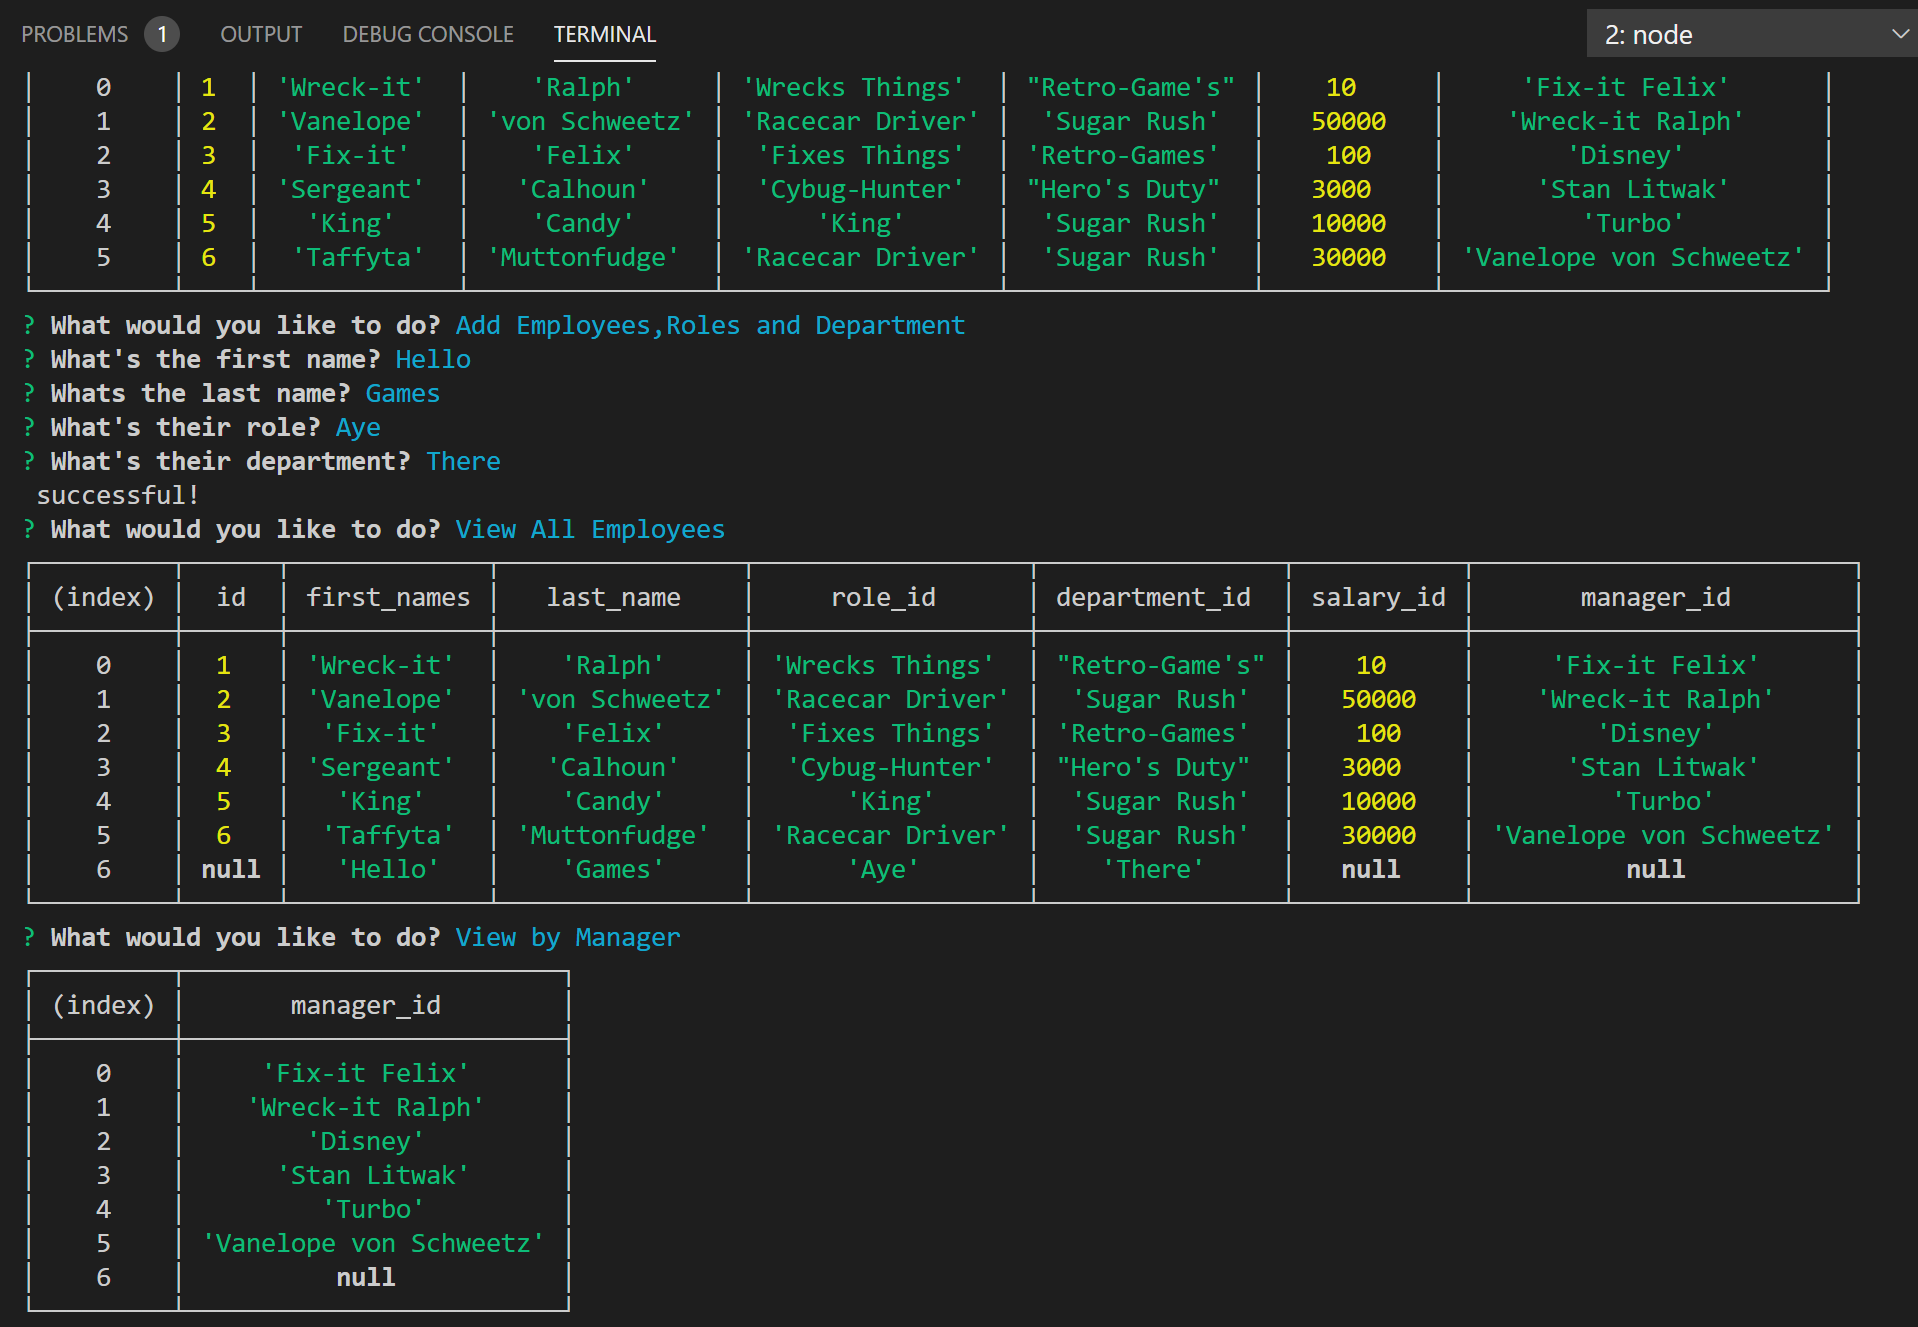 PROBLEMS 1 OUTPUT DEBUG CONSOLE TERMINAL 2: node
0 1 'Wreck-it' 'Ralph' 'Wrecks Things' "Retro-Game's" 10 'Fix-it Felix'
1 2 'Vanelope' 'von Schweetz' 'Racecar Driver' 'Sugar Rush' 50000 'Wreck-it Ralph'
2 3 'Fix-it' 'Felix' 'Fixes Things' 'Retro-Games' 100 'Disney'
3 4 'Sergeant' 'Calhoun' 'Cybug-Hunter' "Hero's Duty" 3000 'Stan Litwak'
4 5 'King' 'Candy' 'King' 'Sugar Rush' 10000 'Turbo'
5 6 'Taffyta' 'Muttonfudge' 'Racecar Driver' 'Sugar Rush' 30000 'Vanelope von Schweetz'
? What would you like to do? Add Employees,Roles and Department
? What's the first name? Hello
? Whats the last name? Games
? What's their role? Aye
? What's their department? There
successful!
? What would you like to do? View All Employees
(index) id first_names last_name role_id department_id salary_id manager_id
0 1 'Wreck-it' 'Ralph' 'Wrecks Things' "Retro-Game's" 10 'Fix-it Felix'
1 2 'Vanelope' 'von Schweetz' 'Racecar Driver' 'Sugar Rush' 50000 'Wreck-it Ralph'
2 3 'Fix-it' 'Felix' 'Fixes Things' 'Retro-Games' 100 'Disney'
3 4 'Sergeant' 'Calhoun' 'Cybug-Hunter' "Hero's Duty" 3000 'Stan Litwak'
4 5 'King' 'Candy' 'King' 'Sugar Rush' 10000 'Turbo'
5 6 'Taffyta' 'Muttonfudge' 'Racecar Driver' 'Sugar Rush' 30000 'Vanelope von Schweetz'
6 null 'Hello' 'Games' 'Aye' 'There' null null
? What would you like to do? View by Manager
(index) manager_id
0 'Fix-it Felix'
1 'Wreck-it Ralph'
2 'Disney'
3 'Stan Litwak'
4 'Turbo'
5 'Vanelope von Schweetz'
6 null